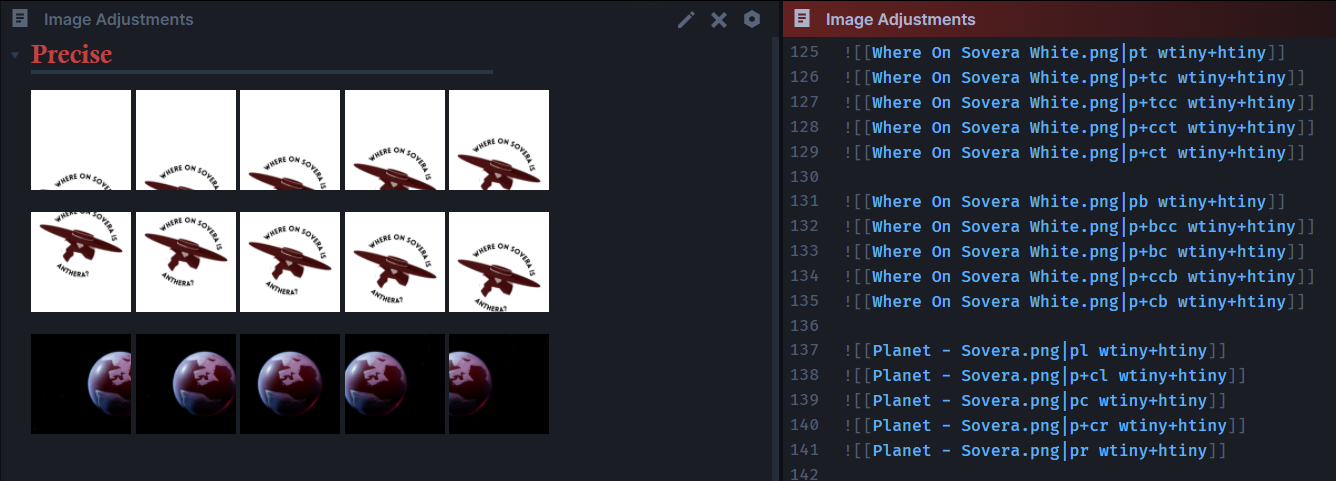 Image Adjustments
Precise
WHERE ON SOVERA IS
WHERE ON SOVERA IS
WHERE ON SOVERA IS
WHERE ON SOVERA IS
WHERE ON SOVERA IS
WHERE ON SOVERA IS
ANTHERA?
WHERE ON SOVERA IS
ANTHERA?
WHERE ON SOVERA IS
ANTHERA?
WHERE ON SOVERA IS
ANTHERA?
WHERE ON SOVERA IS
ANTHERA?
Image Adjustments
125 ![[Where On Sovera White.png|pt wtiny+htiny]]
126 ![[Where On Sovera White.png|p+tc wtiny+htiny]]
127 ![[Where On Sovera White.png|p+tcc wtiny+htiny]]
128 ![[Where On Sovera White.png|p+cct wtiny+htiny]]
129 ![[Where On Sovera White.png|p+ct wtiny+htiny]]
130
131 ![[Where On Sovera White.png|pb wtiny+htiny]]
132 ![[Where On Sovera White.png|p+bcc wtiny+htiny]]
133 ![[Where On Sovera White.png|p+bc wtiny+htiny]]
134 ![[Where On Sovera White.png|p+ccb wtiny+htiny]]
135 ![[Where On Sovera White.png|p+cb wtiny+htiny]]
136
137 ![[Planet - Sovera.png|pl wtiny+htiny]]
138 ![[Planet - Sovera.png|p+cl wtiny+htiny]]
139 ![[Planet - Sovera.png|pc wtiny+htiny]]
140 ![[Planet - Sovera.png|p+cr wtiny+htiny]]
141 ![[Planet - Sovera.png|pr wtiny+htiny]]
142